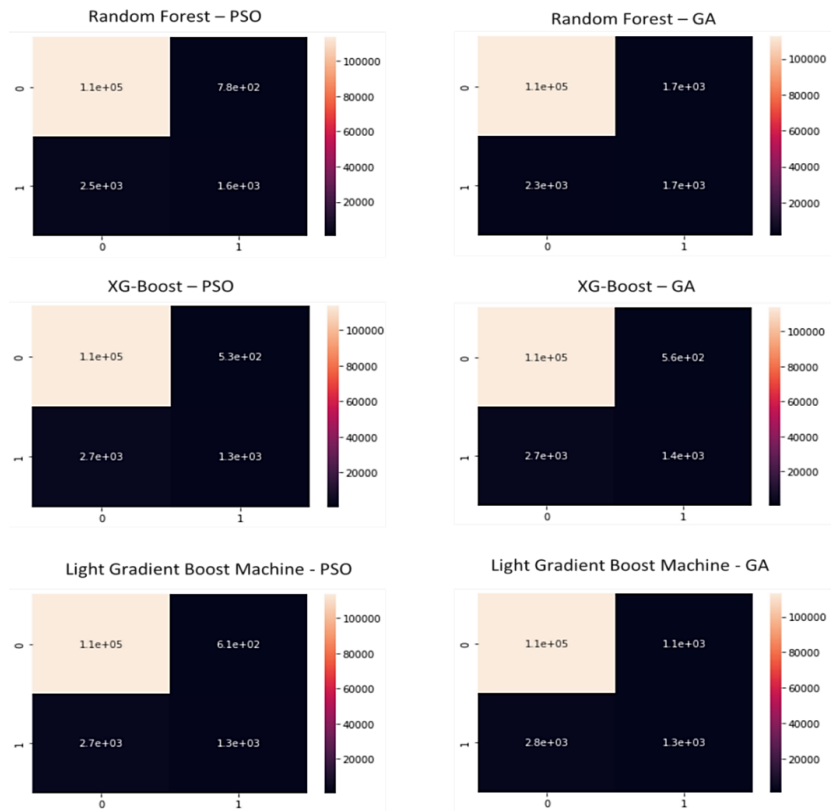 Random Forest – PSO
0
1.1e+05
7.8e+02
1
2.5e+03
1.6e+03
0
1
100000
80000
60000
40000
20000
Random Forest – GA
0
1.1e+05
1.7e+03
1
2.3e+03
1.7e+03
0
1
100000
80000
60000
40000
20000
XG-Boost – PSO
0
1.1e+05
5.3e+02
1
2.7e+03
1.3e+03
0
1
100000
80000
60000
40000
20000
XG-Boost – GA
0
1.1e+05
5.6e+02
1
2.7e+03
1.4e+03
0
1
100000
80000
60000
40000
20000
Light Gradient Boost Machine - PSO
0
1.1e+05
6.1e+02
1
2.7e+03
1.3e+03
0
1
100000
80000
60000
40000
20000
Light Gradient Boost Machine - GA
0
1.1e+05
1.1e+03
1
2.8e+03
1.3e+03
0
1
100000
80000
60000
40000
20000